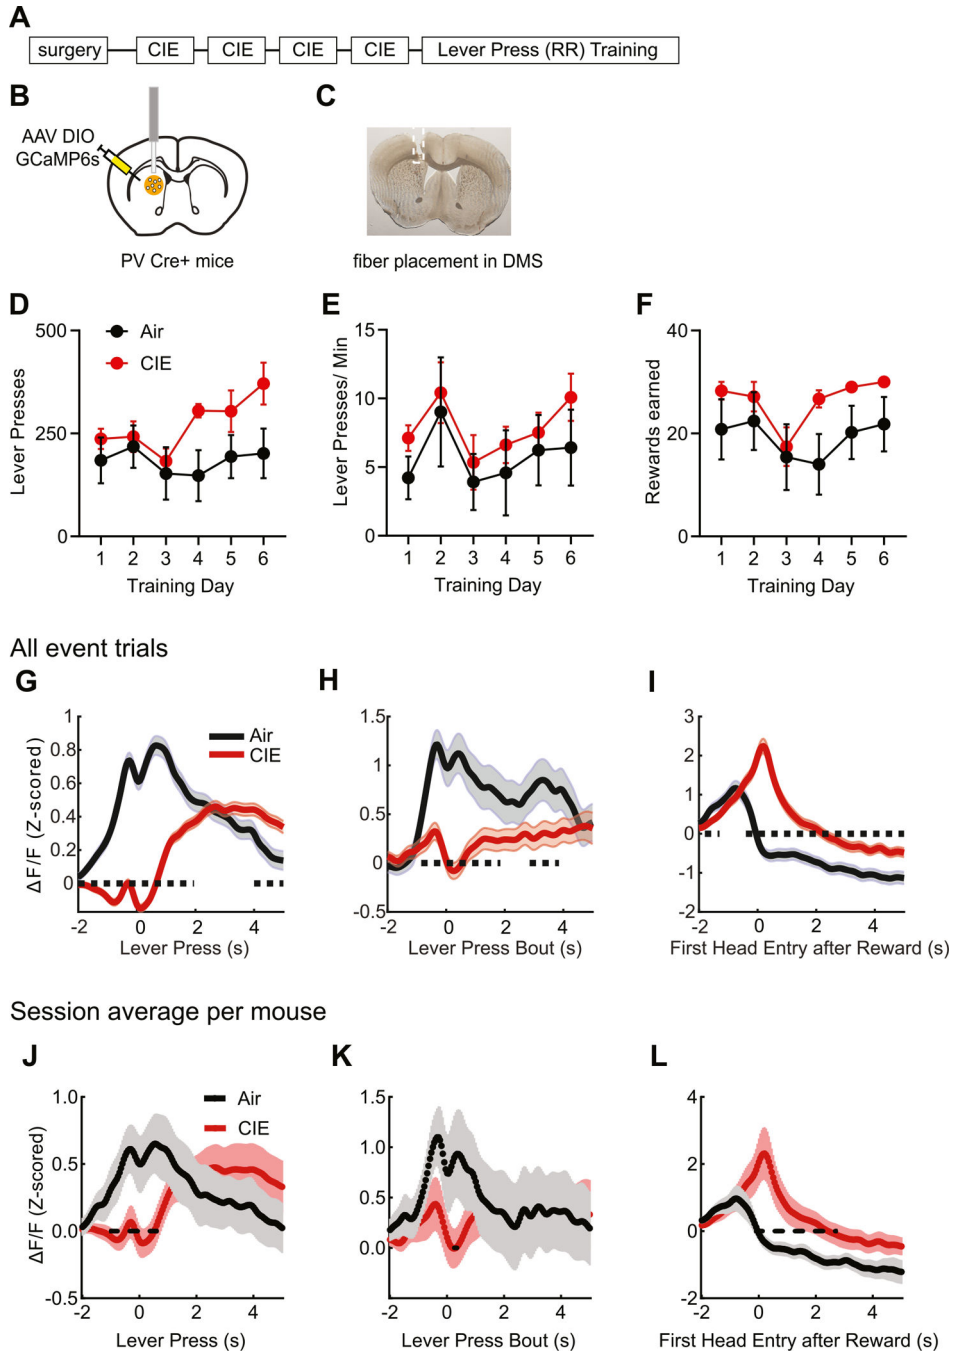 A
surgery CIE CIE CIE CIE Lever Press (RR) Training
B
C
AAV DIO
GCaMP6s
PV Cre+ mice
fiber placement in DMS
D
E
F
500
250
0
Air
CIE
Lever Presses
1 2 3 4 5 6
Training Day
15
10
5
0
Lever Presses/ Min
1 2 3 4 5 6
Training Day
40
20
0
Rewards earned
1 2 3 4 5 6
Training Day
All event trials
G
H
I
1
0.8
0.6
0.4
0.2
0
ΔF/F (Z-scored)
Air
CIE
-2 0 2 4
Lever Press (s)
1.5
1
0.5
0
-0.5
-2 0 2 4
Lever Press Bout (s)
3
2
1
0
-1
-2
-2 0 2 4
First Head Entry after Reward (s)
Session average per mouse
J
K
L
1.0
0.5
0.0
-0.5
ΔF/F (Z-scored)
Air
CIE
-2 0 2 4
Lever Press (s)
1.5
1.0
0.5
0.0
-2 0 2 4
Lever Press Bout (s)
4
2
0
-2
-2 0 2 4
First Head Entry after Reward (s)